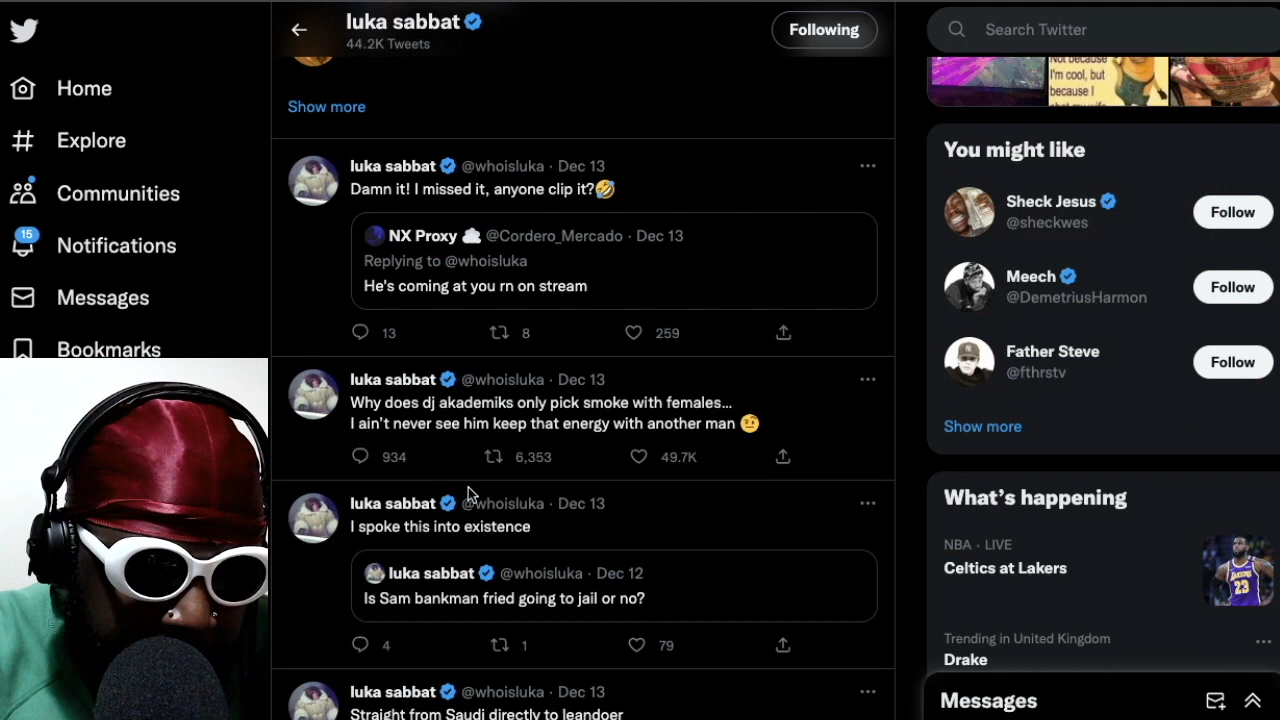 Home
Explore
Communities
15
Notifications
Messages
Bookmarks
luka sabbat
44.2K Tweets
Following
Show more
luka sabbat @whoisluka · Dec 13
Damn it! I missed it, anyone clip it?🤣
NX Proxy ☁️ @Cordero_Mercado · Dec 13
Replying to @whoisluka
He's coming at you rn on stream
13 8 259
luka sabbat @whoisluka · Dec 13
Why does dj akademiks only pick smoke with females...
I ain't never see him keep that energy with another man 🤨
934 6,353 49.7K
luka sabbat @whoisluka · Dec 13
I spoke this into existence
luka sabbat @whoisluka · Dec 12
Is Sam bankman fried going to jail or no?
4 1 79
luka sabbat @whoisluka · Dec 13
Straight from Saudi directly to leandoer
Search Twitter
Not because
I'm cool, but
because I
You might like
Sheck Jesus
@sheckwes
Follow
Meech
@DemetriusHarmon
Follow
Father Steve
@fthrstv
Follow
Show more
What's happening
NBA · LIVE
Celtics at Lakers
Trending in United Kingdom
Drake
Messages